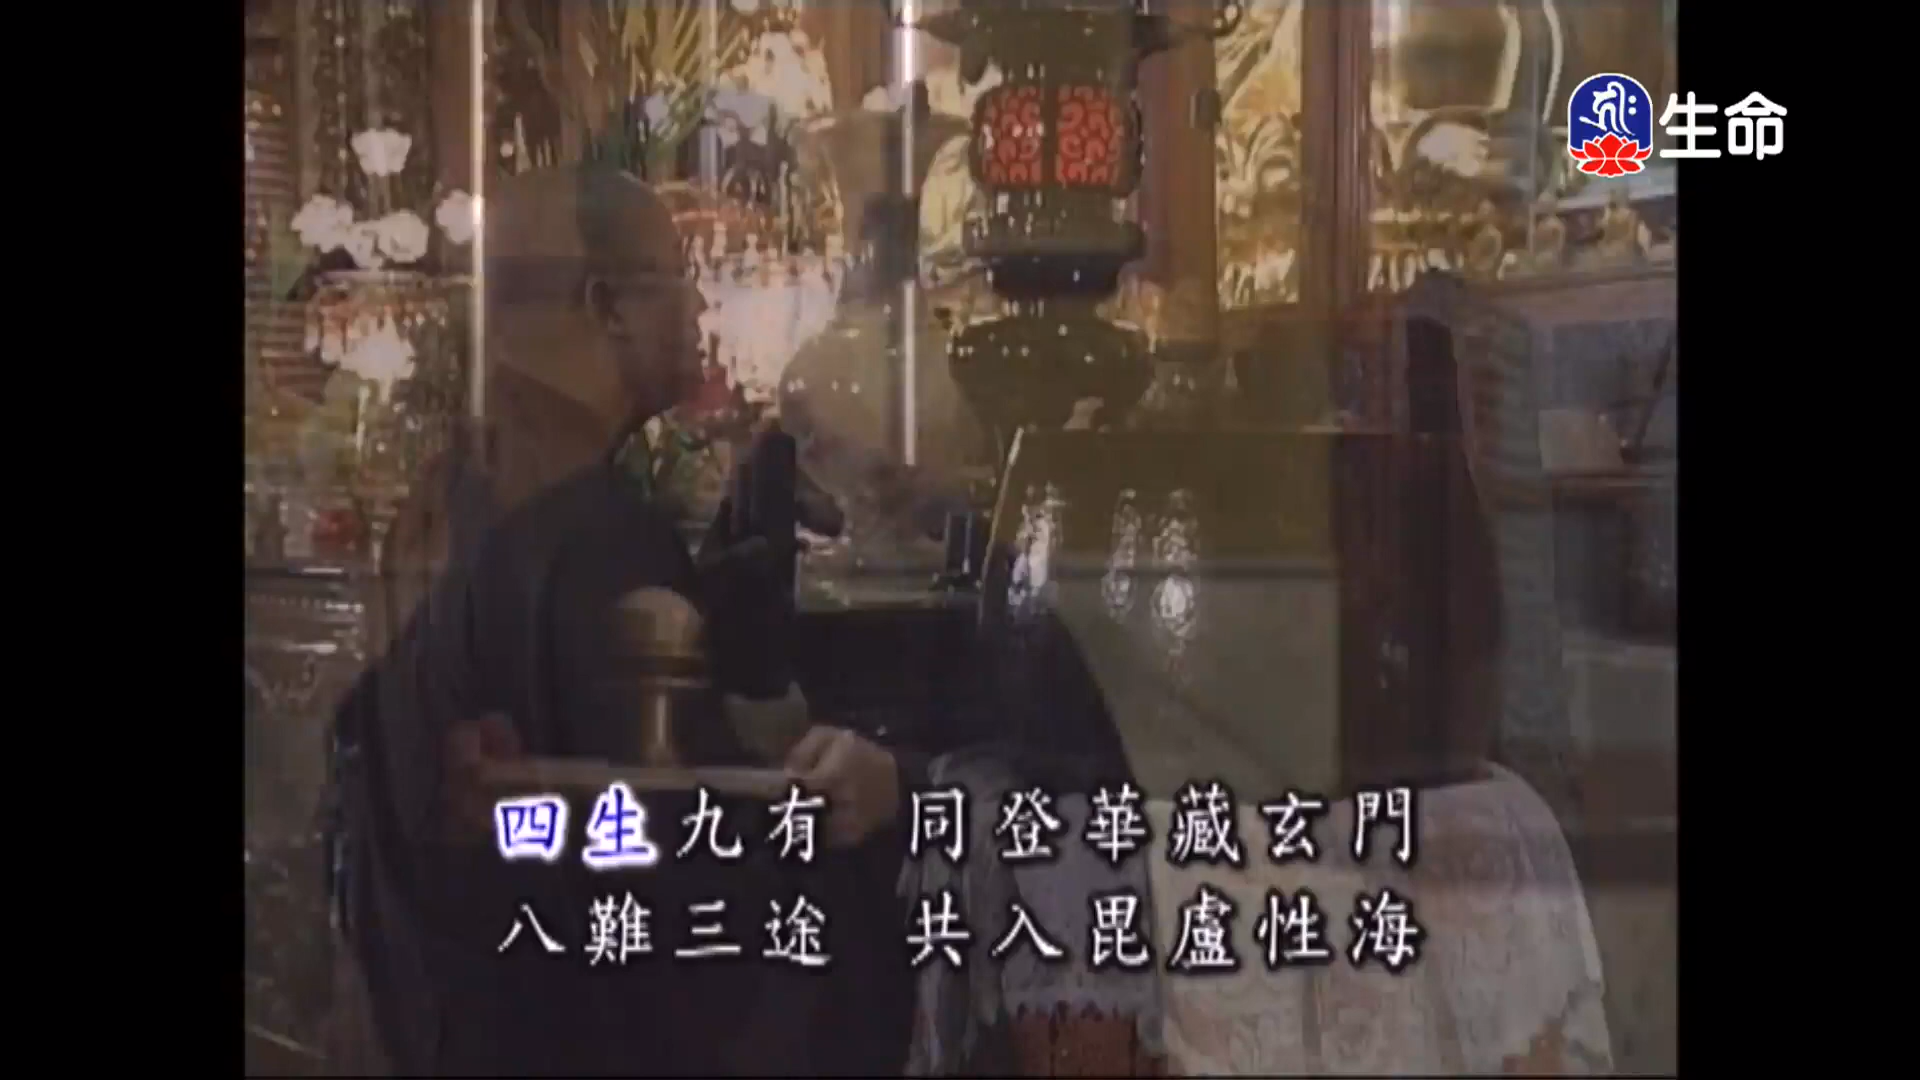 生命
四生九有 同登華藏玄門
八難三途 共入毘盧性海